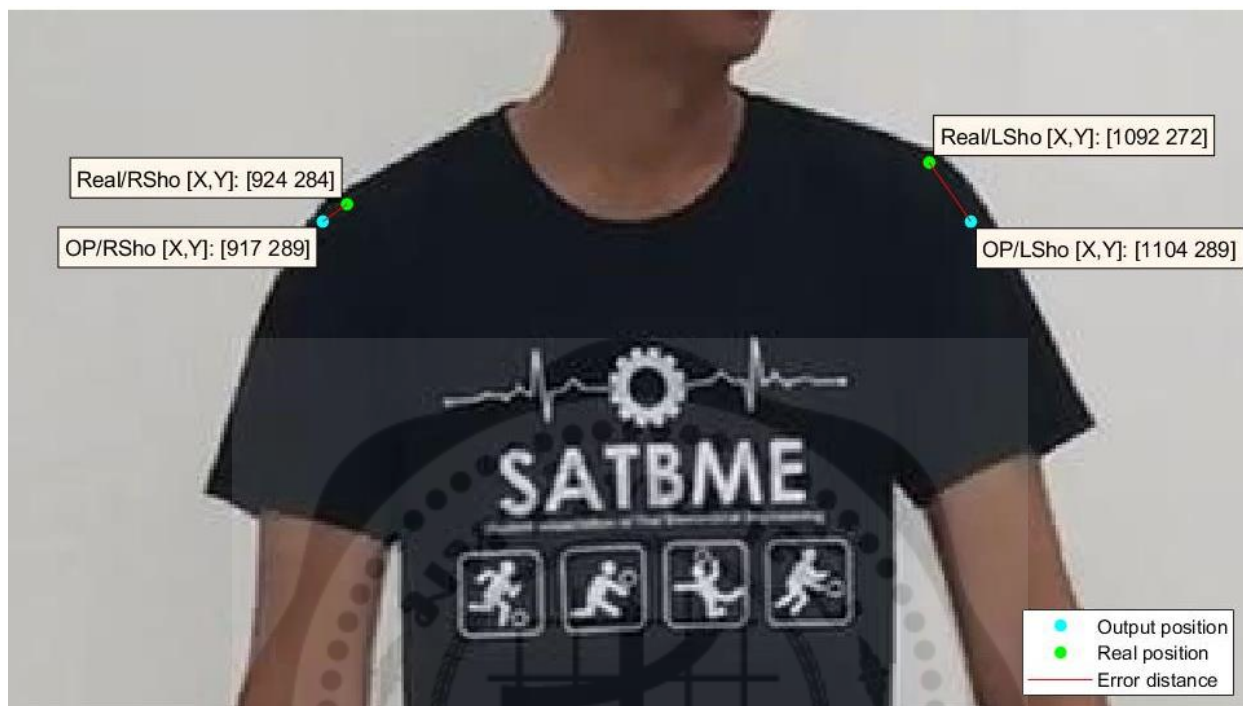 Real/LSho [X,Y]: [1092 272]
Real/RSho [X,Y]: [924 284]
OP/RSho [X,Y]: [917 289]
OP/LSho [X,Y]: [1104 289]
SATBME
Output position
Real position
Error distance